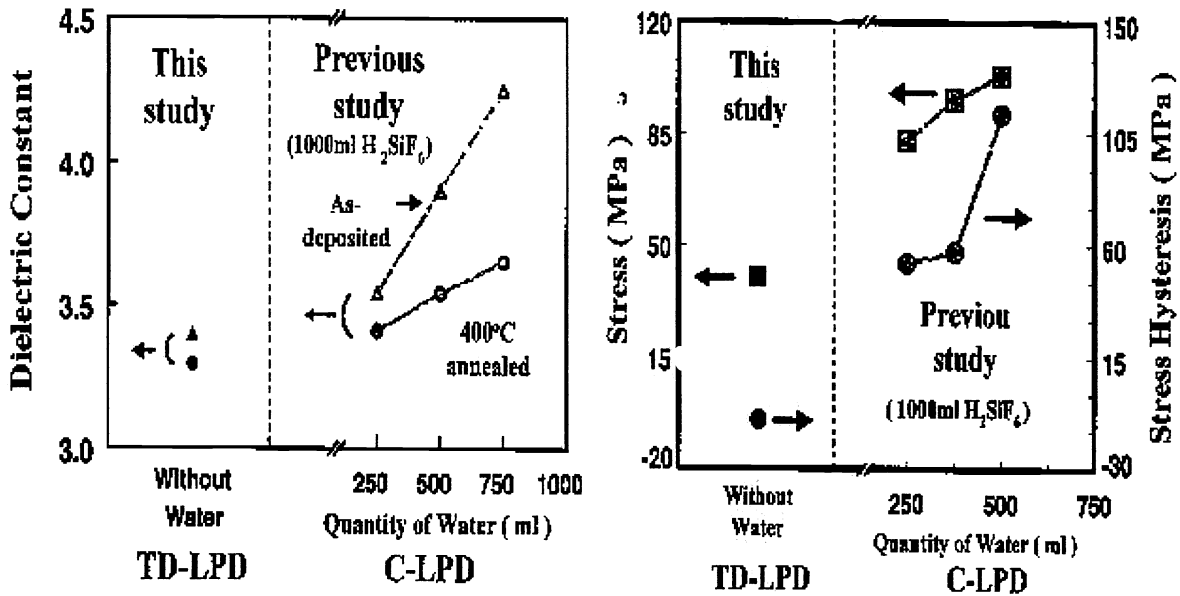 4.5
4.0
3.5
3.0
Dielectric Constant
This
study
Previous
study
(1000ml H2SiF6)
As-
deposited
400°C
annealed
Without
Water
250 500 750 1000
Quantity of Water ( ml )
TD-LPD C-LPD
120
85
50
15
-20
Stress ( MPa )
This
study
Previou
study
(1000ml H2SiF6)
150
105
60
15
-30
Stress Hysteresis ( MPa )
Without
Water
250 500 750
Quantity of Water ( ml )
TD-LPD C-LPD